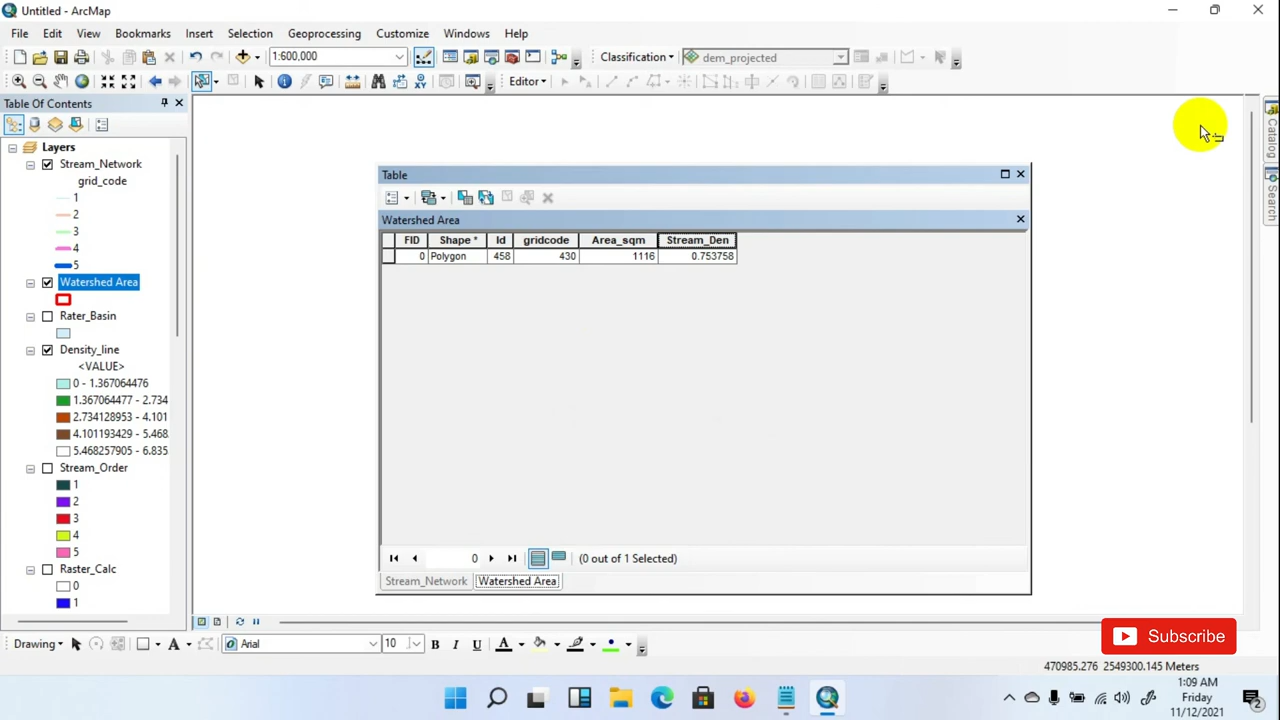 Untitled - ArcMap
File Edit View Bookmarks Insert Selection Geoprocessing Customize Windows Help
1:600,000
Classification
dem_projected
Editor
Table Of Contents
Layers
Stream_Network
grid_code
1
2
3
4
5
Watershed Area
Rater_Basin
Density_line
<VALUE>
0 - 1.367064476
1.367064477 - 2.734
2.734128953 - 4.101
4.101193429 - 5.468
5.468257905 - 6.835
Stream_Order
1
2
3
4
5
Raster_Calc
0
1
Table
Watershed Area
FID Shape * Id gridcode Area_sqm Stream_Den
0 Polygon 458 430 1116 0.753758
0
(0 out of 1 Selected)
Stream_Network Watershed Area
Catalog
Search
Drawing
A
Arial
10
B I U A
Subscribe
470985.276 2549300.145 Meters
1:09 AM
Friday
11/12/2021
2